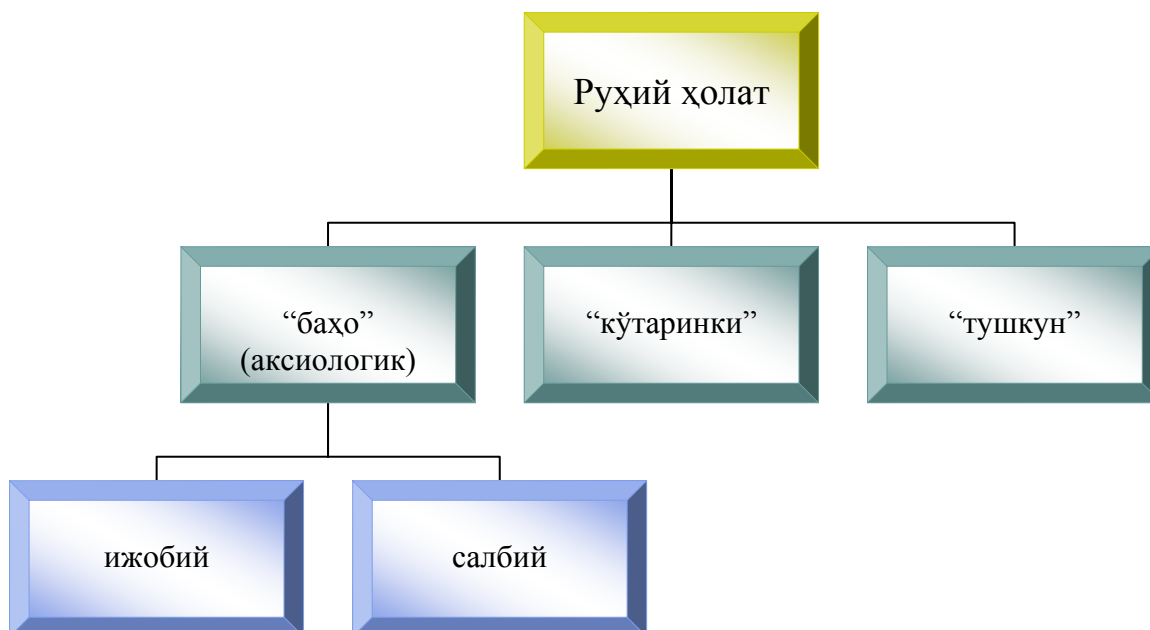 Руҳий ҳолат
“баҳо”
(аксиологик)
“кўтаринки”
“тушкун”
ижобий
салбий